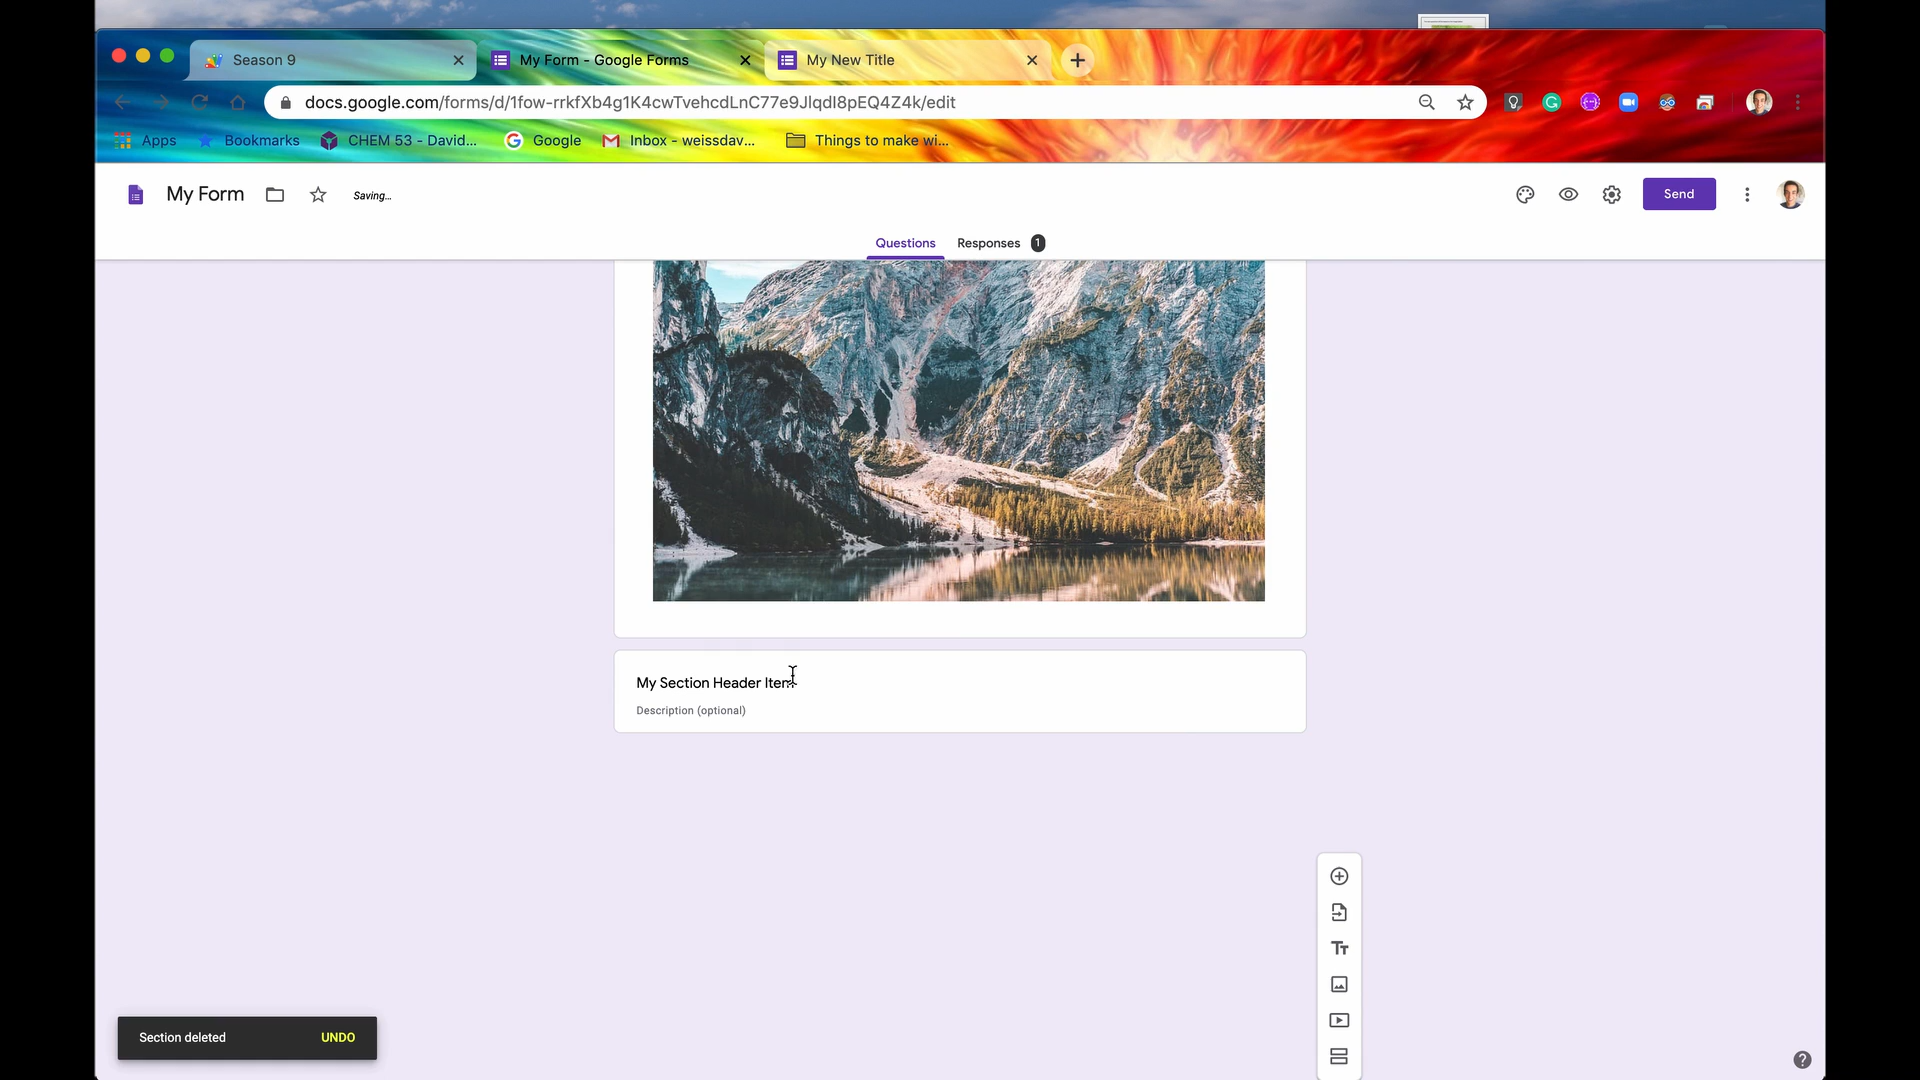 Season 9
My Form - Google Forms
My New Title
docs.google.com/forms/d/1fow-rrkfXb4g1K4cwTvehcdLnC77e9JlqdI8pEQ4Z4k/edit
Apps
Bookmarks
CHEM 53 - David...
Google
Inbox - weissdav...
Things to make wi...
My Form
Saving...
Send
Questions
Responses 1
My Section Header Item
Description (optional)
Tт
Section deleted
UNDO